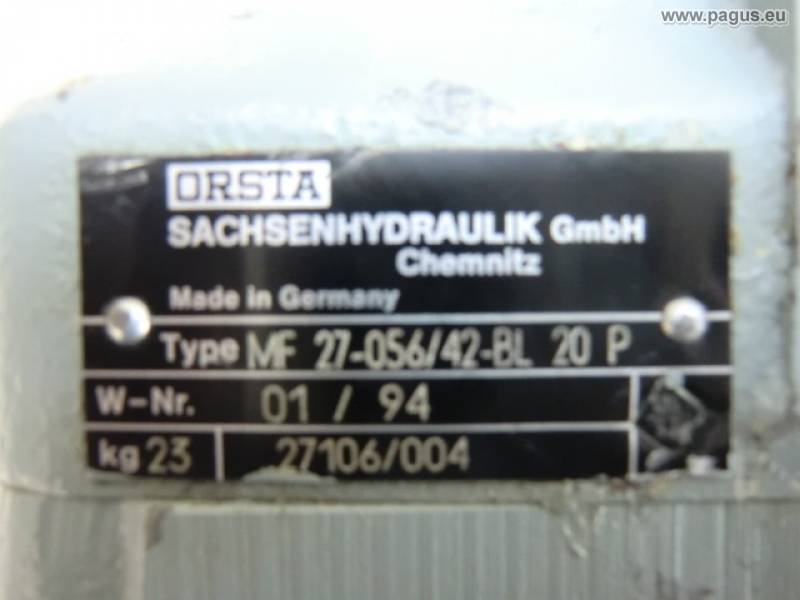 www.pagus.eu
ORSTA
SACHSENHYDRAULIK GmbH
Chemnitz
Made in Germany
Type MF 27-056/42-BL 20 P
W-Nr. 01 / 94
kg 23 27106/004